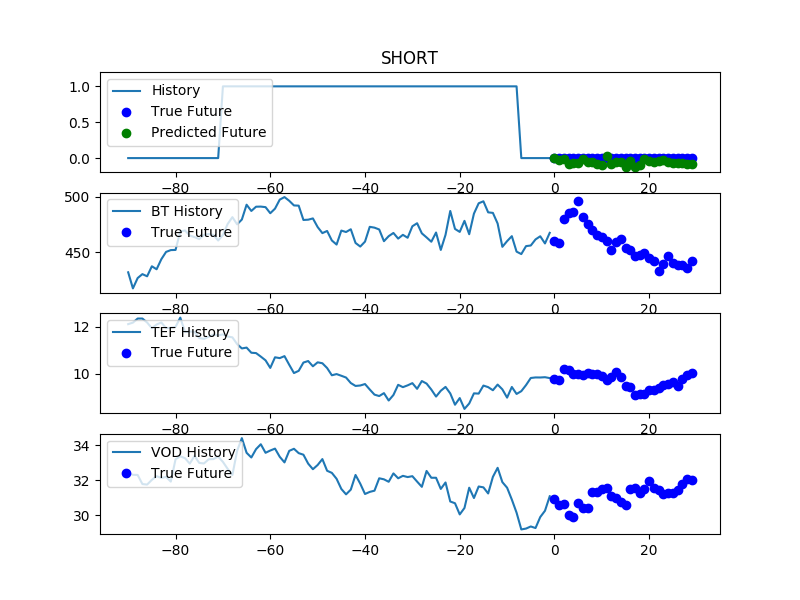 SHORT
1.0
0.5
0.0
History
True Future
Predicted Future
−80 −60 −40 −20 0 20
500
450
BT History
True Future
−80 −60 −40 −20 0 20
12
10
TEF History
True Future
−80 −60 −40 −20 0 20
34
32
30
VOD History
True Future
−80 −60 −40 −20 0 20